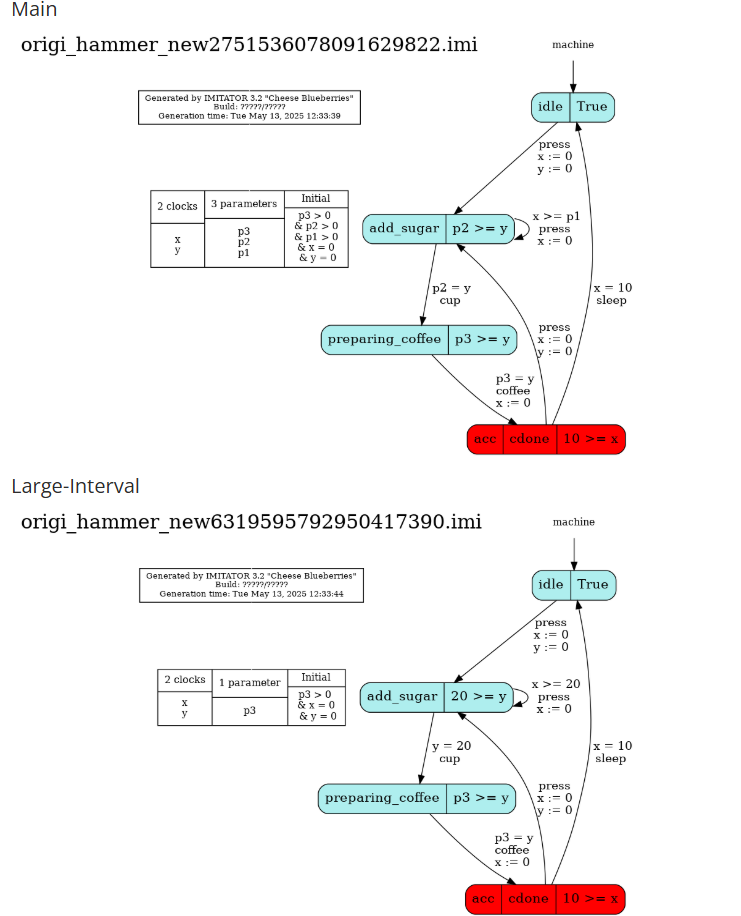 Main
origi_hammer_new2751536078091629822.imi
machine
Generated by IMITATOR 3.2 "Cheese Blueberries"
Build: ?????/?????
Generation time: Tue May 13, 2025 12:33:39
idle True
press
x := 0
y := 0
2 clocks
x
y
3 parameters
p3
p2
p1
Initial
p3 > 0
& p2 > 0
& p1 > 0
& x = 0
& y = 0
add_sugar p2 >= y
x >= p1
press
x := 0
p2 = y
cup
x = 10
sleep
press
x := 0
y := 0
preparing_coffee p3 >= y
p3 = y
coffee
x := 0
acc cdone 10 >= x
Large-Interval
origi_hammer_new6319595792950417390.imi
machine
Generated by IMITATOR 3.2 "Cheese Blueberries"
Build: ?????/?????
Generation time: Tue May 13, 2025 12:33:44
idle True
press
x := 0
y := 0
2 clocks
x
y
1 parameter
p3
Initial
p3 > 0
& x = 0
& y = 0
add_sugar 20 >= y
x >= 20
press
x := 0
y = 20
cup
x = 10
sleep
press
x := 0
y := 0
preparing_coffee p3 >= y
p3 = y
coffee
x := 0
acc cdone 10 >= x